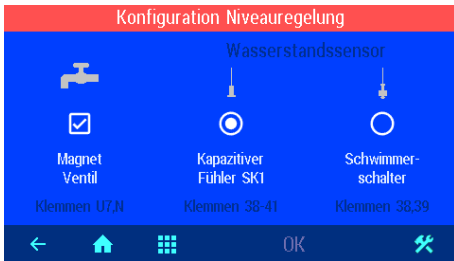 Konfiguration Niveauregelung
Wasserstandssensor
Magnet Ventil
Kapazitiver Fühler SK1
Schwimmer-schalter
Klemmen U7,N
Klemmen 38-41
Klemmen 38,39
OK